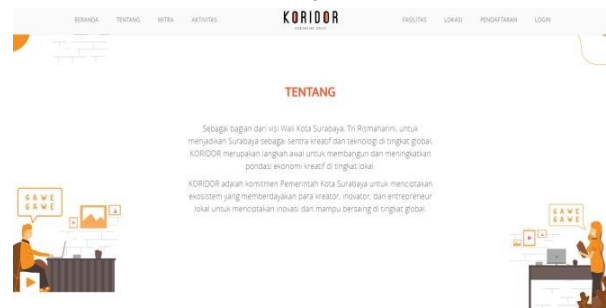 BERANDA TENTANG MITRA AKTIVITAS KORIDOR FASILITAS LOKASI PENDAFTARAN LOGIN
TENTANG
Sebagai bagian dari visi Wali Kota Surabaya, Tri Rismaharini, untuk
menjadikan Surabaya sebagai sentra kreatif dan teknologi di tingkat global,
KORIDOR merupakan langkah awal untuk membangun dan meningkatkan
pondasi ekonomi kreatif di tingkat lokal.
KORIDOR adalah komitmen Pemerintah Kota Surabaya untuk menciptakan
ekosistem yang memberdayakan para kreator, inovator, dan entrepreneur
lokal untuk menciptakan inovasi dan mampu bersaing di tingkat global.
GAWE
GAWE
GAWE
GAWE